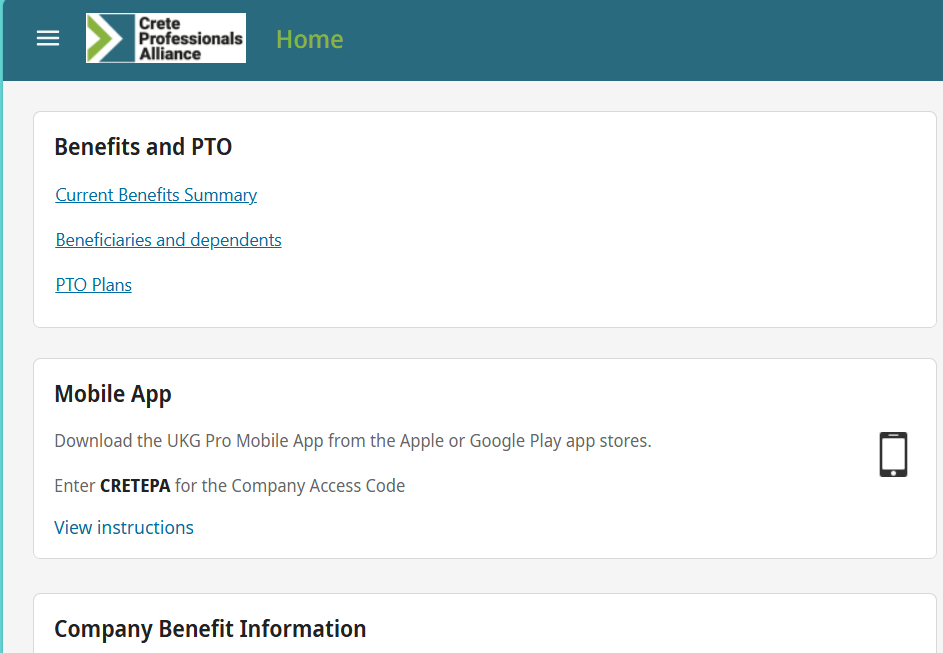 Crete
Professionals
Alliance
Home
Benefits and PTO
Current Benefits Summary
Beneficiaries and dependents
PTO Plans
Mobile App
Download the UKG Pro Mobile App from the Apple or Google Play app stores.
Enter CRETEPA for the Company Access Code
View instructions
Company Benefit Information